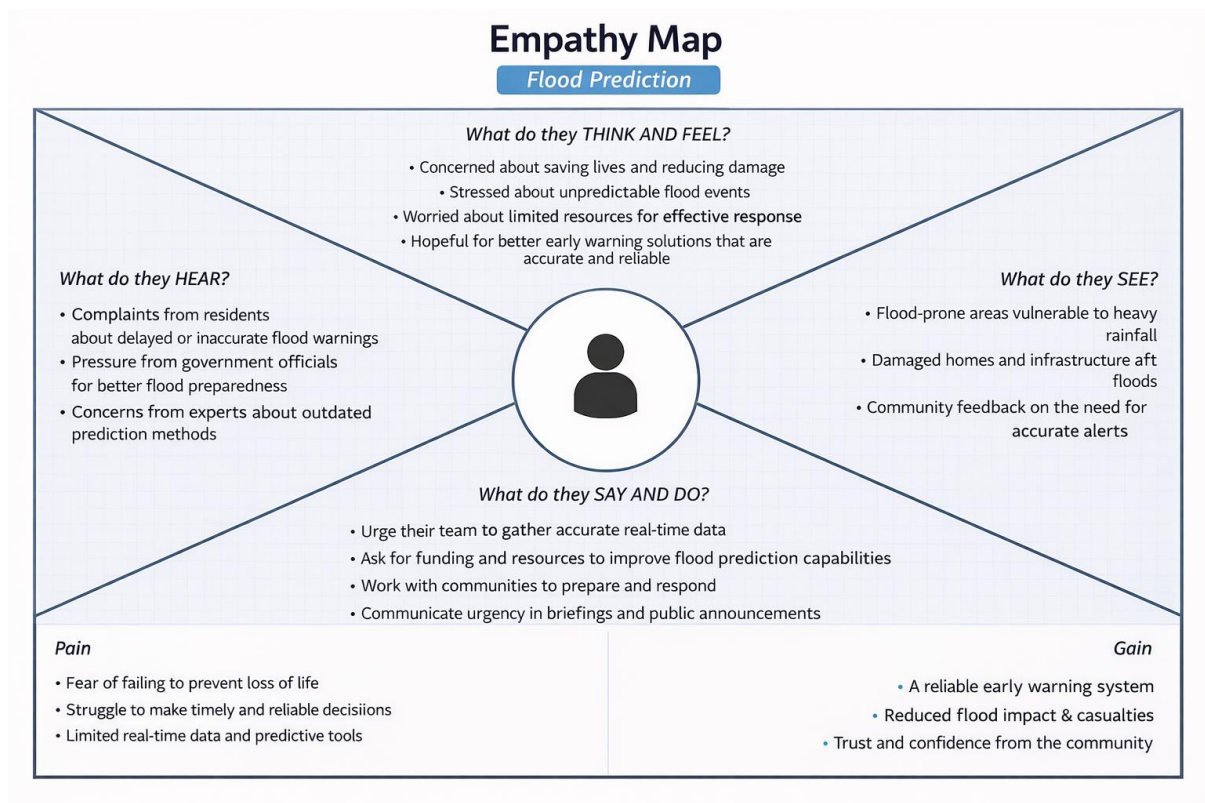 Empathy Map
Flood Prediction
What do they THINK AND FEEL?
• Concerned about saving lives and reducing damage
• Stressed about unpredictable flood events
• Worried about limited resources for effective response
• Hopeful for better early warning solutions that are
accurate and reliable
What do they HEAR?
• Complaints from residents
about delayed or inaccurate flood warnings
• Pressure from government officials
for better flood preparedness
• Concerns from experts about outdated
prediction methods
What do they SEE?
• Flood-prone areas vulnerable to heavy
rainfall
• Damaged homes and infrastructure aft
floods
• Community feedback on the need for
accurate alerts
What do they SAY AND DO?
• Urge their team to gather accurate real-time data
• Ask for funding and resources to improve flood prediction capabilities
• Work with communities to prepare and respond
• Communicate urgency in briefings and public announcements
Pain
• Fear of failing to prevent loss of life
• Struggle to make timely and reliable decisiions
• Limited real-time data and predictive tools
Gain
• A reliable early warning system
• Reduced flood impact & casualties
• Trust and confidence from the community